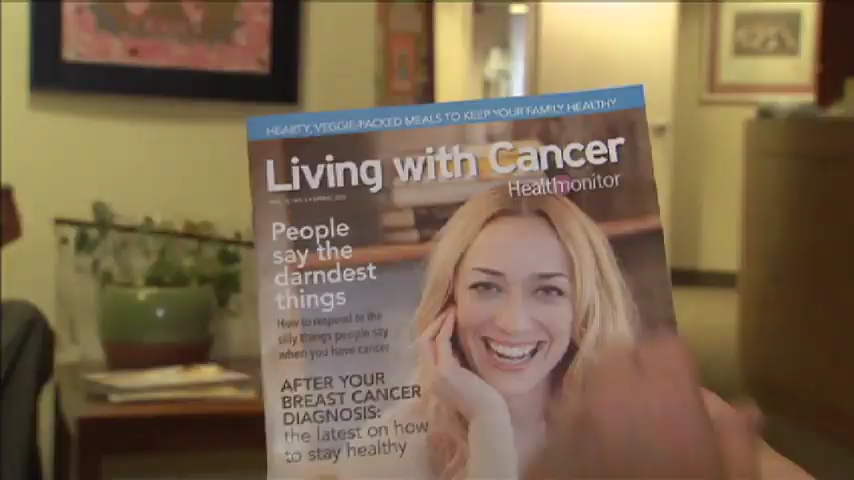 HEARTY, VEGGIE-PACKED MEALS TO KEEP YOUR FAMILY HEALTHY
Living with Cancer
Healthmonitor
People
say the
darndest
things
How to respond to the
silly things people say
when you have cancer
AFTER YOUR
BREAST CANCER
DIAGNOSIS:
the latest on how
to stay healthy